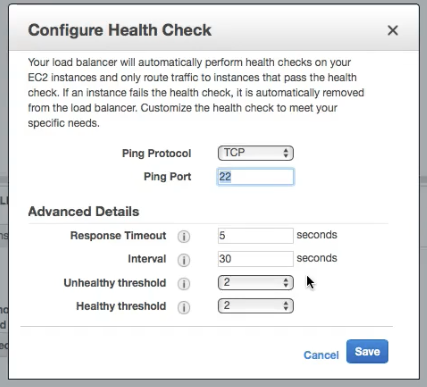 Configure Health Check
Your load balancer will automatically perform health checks on your
EC2 instances and only route traffic to instances that pass the health
check. If an instance fails the health check, it is automatically removed
from the load balancer. Customize the health check to meet your
specific needs.
Ping Protocol TCP
Ping Port 22
Advanced Details
Response Timeout i 5 seconds
Interval i 30 seconds
Unhealthy threshold i 2
Healthy threshold i 2
Cancel Save